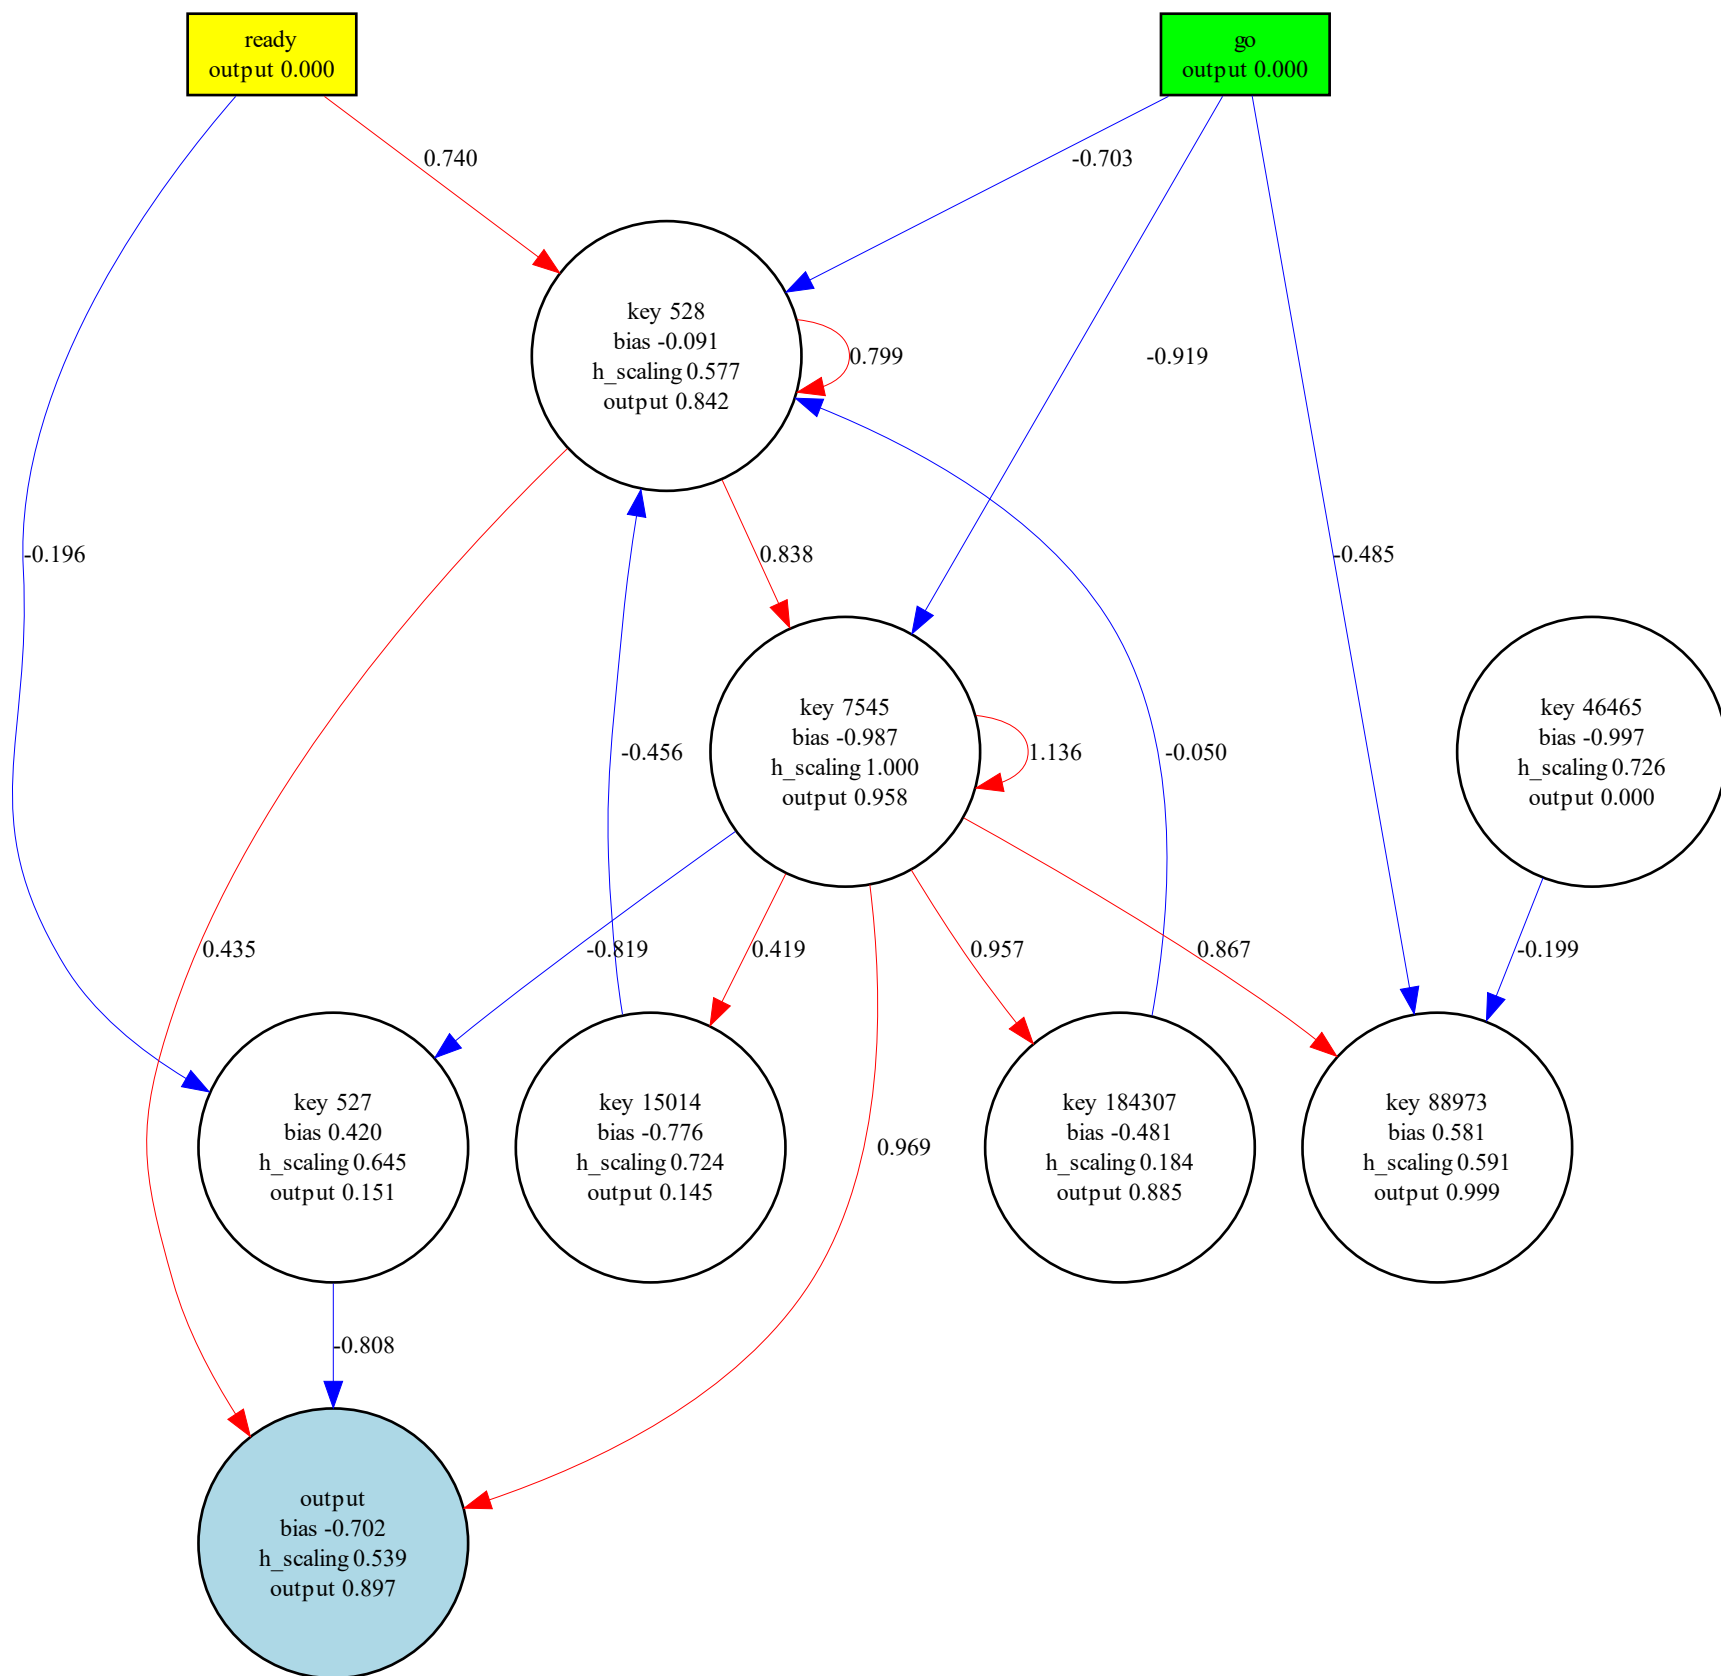 ready
output 0.000
go
output 0.000
0.740
-0.703
key 528
bias -0.091
h_scaling 0.577
output 0.842
0.799
-0.919
-0.196
0.838
-0.485
key 7545
bias -0.987
h_scaling 1.000
output 0.958
1.136
-0.456
-0.050
key 46465
bias -0.997
h_scaling 0.726
output 0.000
0.435
-0.819
0.419
0.957
0.867
-0.199
key 527
bias 0.420
h_scaling 0.645
output 0.151
key 15014
bias -0.776
h_scaling 0.724
output 0.145
0.969
key 184307
bias -0.481
h_scaling 0.184
output 0.885
key 88973
bias 0.581
h_scaling 0.591
output 0.999
-0.808
output
bias -0.702
h_scaling 0.539
output 0.897